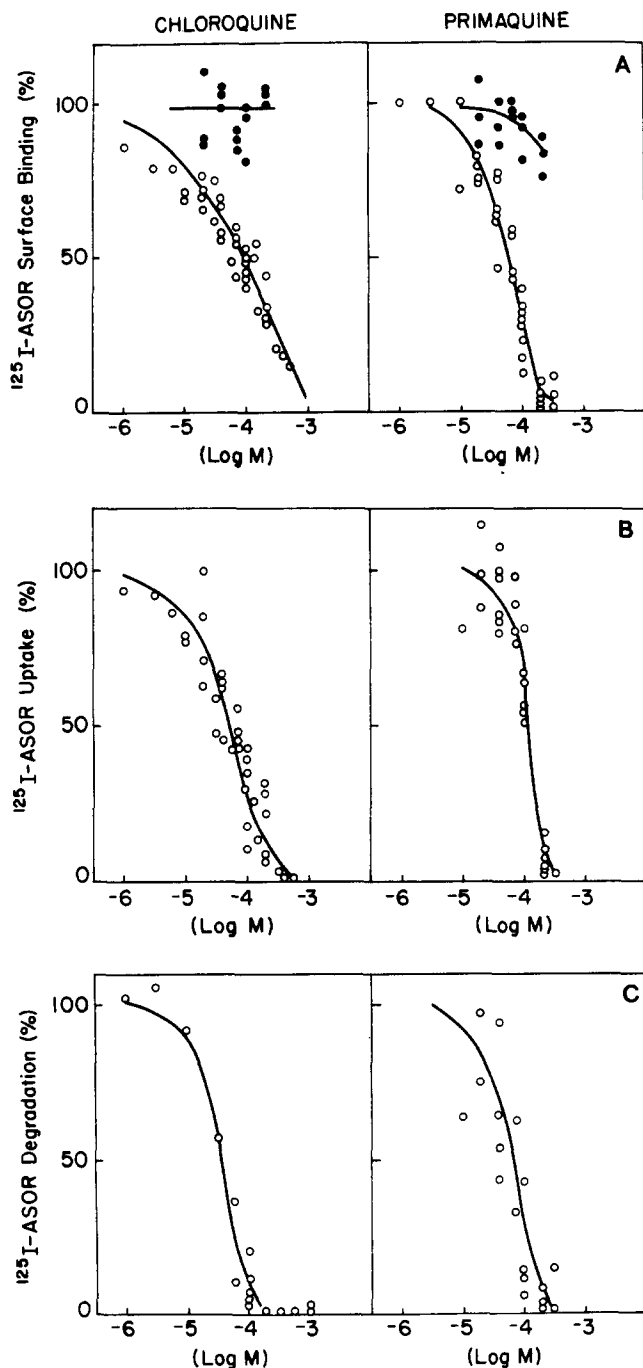 CHLOROQUINE
PRIMAQUINE
A
125I-ASOR Surface Binding (%)
100
50
0
-6 -5 -4 -3
-6 -5 -4 -3
(Log M)
(Log M)
B
125I-ASOR Uptake (%)
100
50
0
-6 -5 -4 -3
-6 -5 -4 -3
(Log M)
(Log M)
C
125I-ASOR Degradation (%)
100
50
0
-6 -5 -4 -3
-6 -5 -4 -3
(Log M)
(Log M)